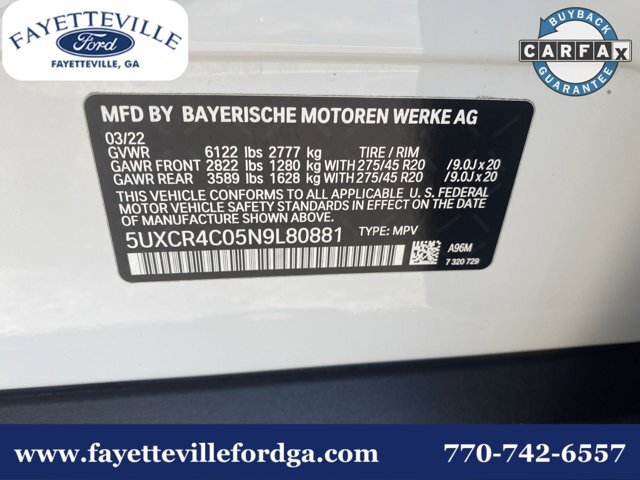 FAYETTEVILLE
Ford
FAYETTEVILLE, GA
BUYBACK
CARFAX
GUARANTEE
MFD BY BAYERISCHE MOTOREN WERKE AG
03/22
GVWR 6122 lbs 2777 kg TIRE / RIM
GAWR FRONT 2822 lbs 1280 kg WITH 275/45 R20 /9.0J x 20
GAWR REAR 3589 lbs 1628 kg WITH 275/45 R20 /9.0J x 20
THIS VEHICLE CONFORMS TO ALL APPLICABLE U. S. FEDERAL
MOTOR VEHICLE SAFETY STANDARDS IN EFFECT ON THE DATE OF
MANUFACTURE SHOWN ABOVE.
5UXCR4C05N9L80881 TYPE: MPV
A96M
7 320 729
www.fayettevillefordga.com 770-742-6557